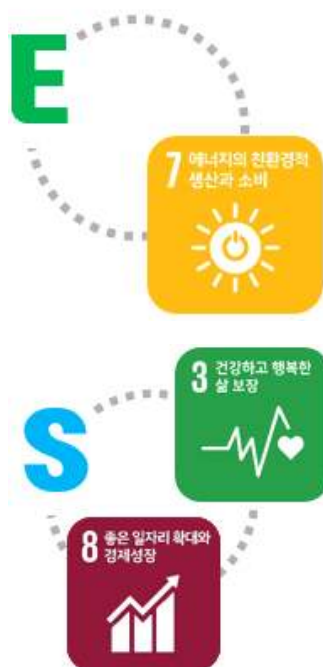 E
7 에너지의 친환경적
생산과 소비
3 건강하고 행복한
삶 보장
S
8 좋은 일자리 확대와
경제성장